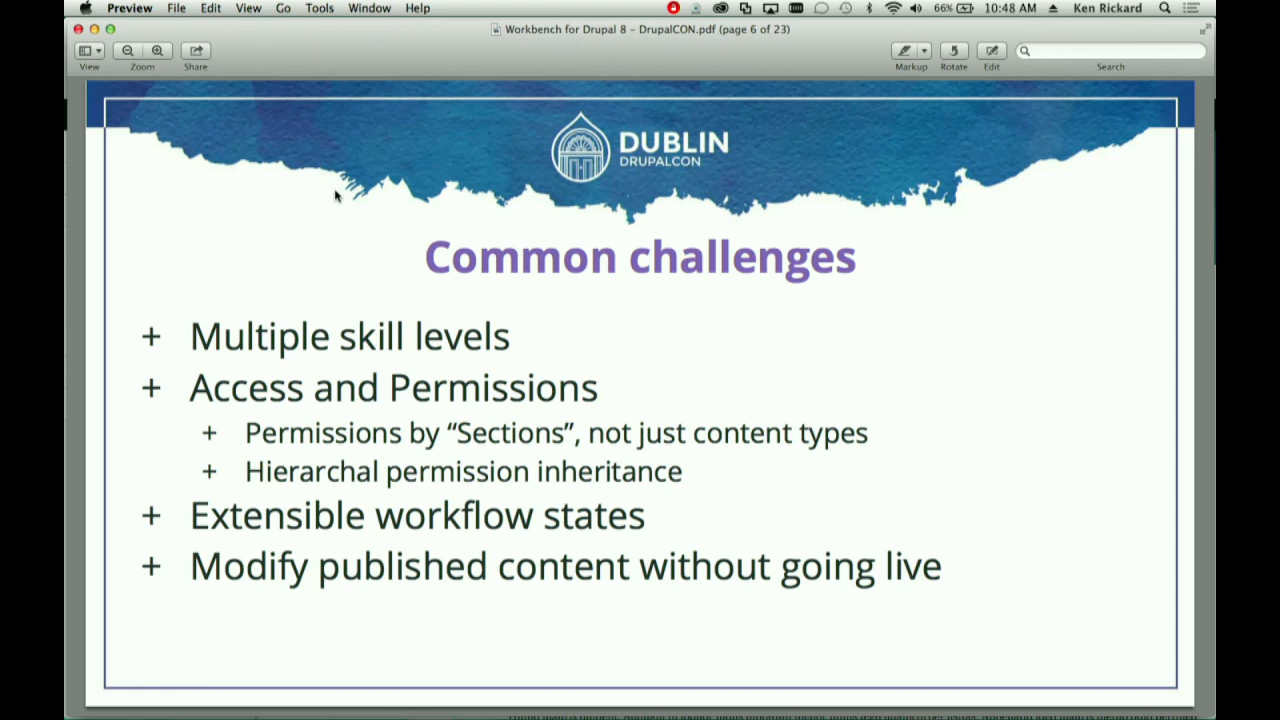 Preview File Edit View Go Tools Window Help 66% 10:48 AM Ken Rickard
Workbench for Drupal 8 – DrupalCON.pdf (page 6 of 23)
View Zoom Share Markup Rotate Edit Search
DUBLIN
DRUPALCON
Common challenges
+ Multiple skill levels
+ Access and Permissions
+ Permissions by “Sections”, not just content types
+ Hierarchal permission inheritance
+ Extensible workflow states
+ Modify published content without going live